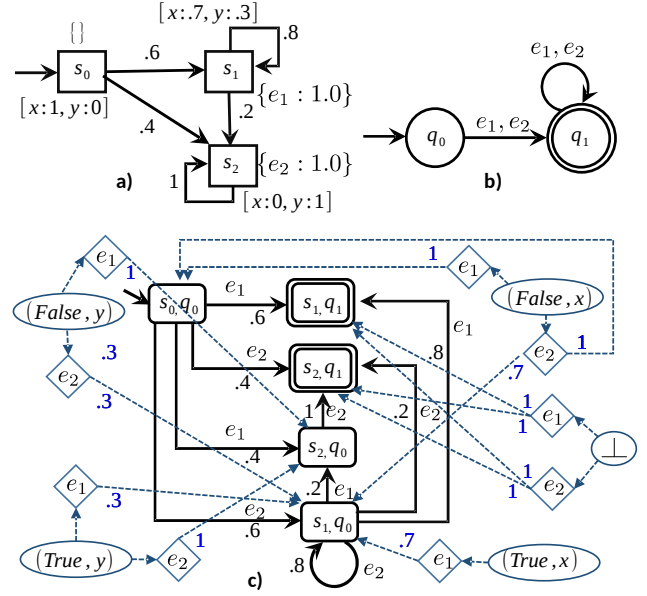 {}
[x:.7, y:.3]
.8
s0
.6
s1
[x:1, y:0]
{e1 : 1.0}
.4
.2
s2
{e2 : 1.0}
1
[x:0, y:1]
a)
e1, e2
q0
e1, e2
q1
b)
e1
1
1
e1
(False, y)
s0,q0
e1
.6
s1,q1
(False, x)
e1
.3
e2
.3
e2
.4
s2,q1
.8
.7
e2
1
1
e2
.2
e2
1
1
e1
e1
.4
s2,q0
⊥
e1
.3
.2
e1
1
1
e2
e2
.6
s1,q0
(True, y)
1
e2
.7
e1
(True, x)
.8
e2
c)